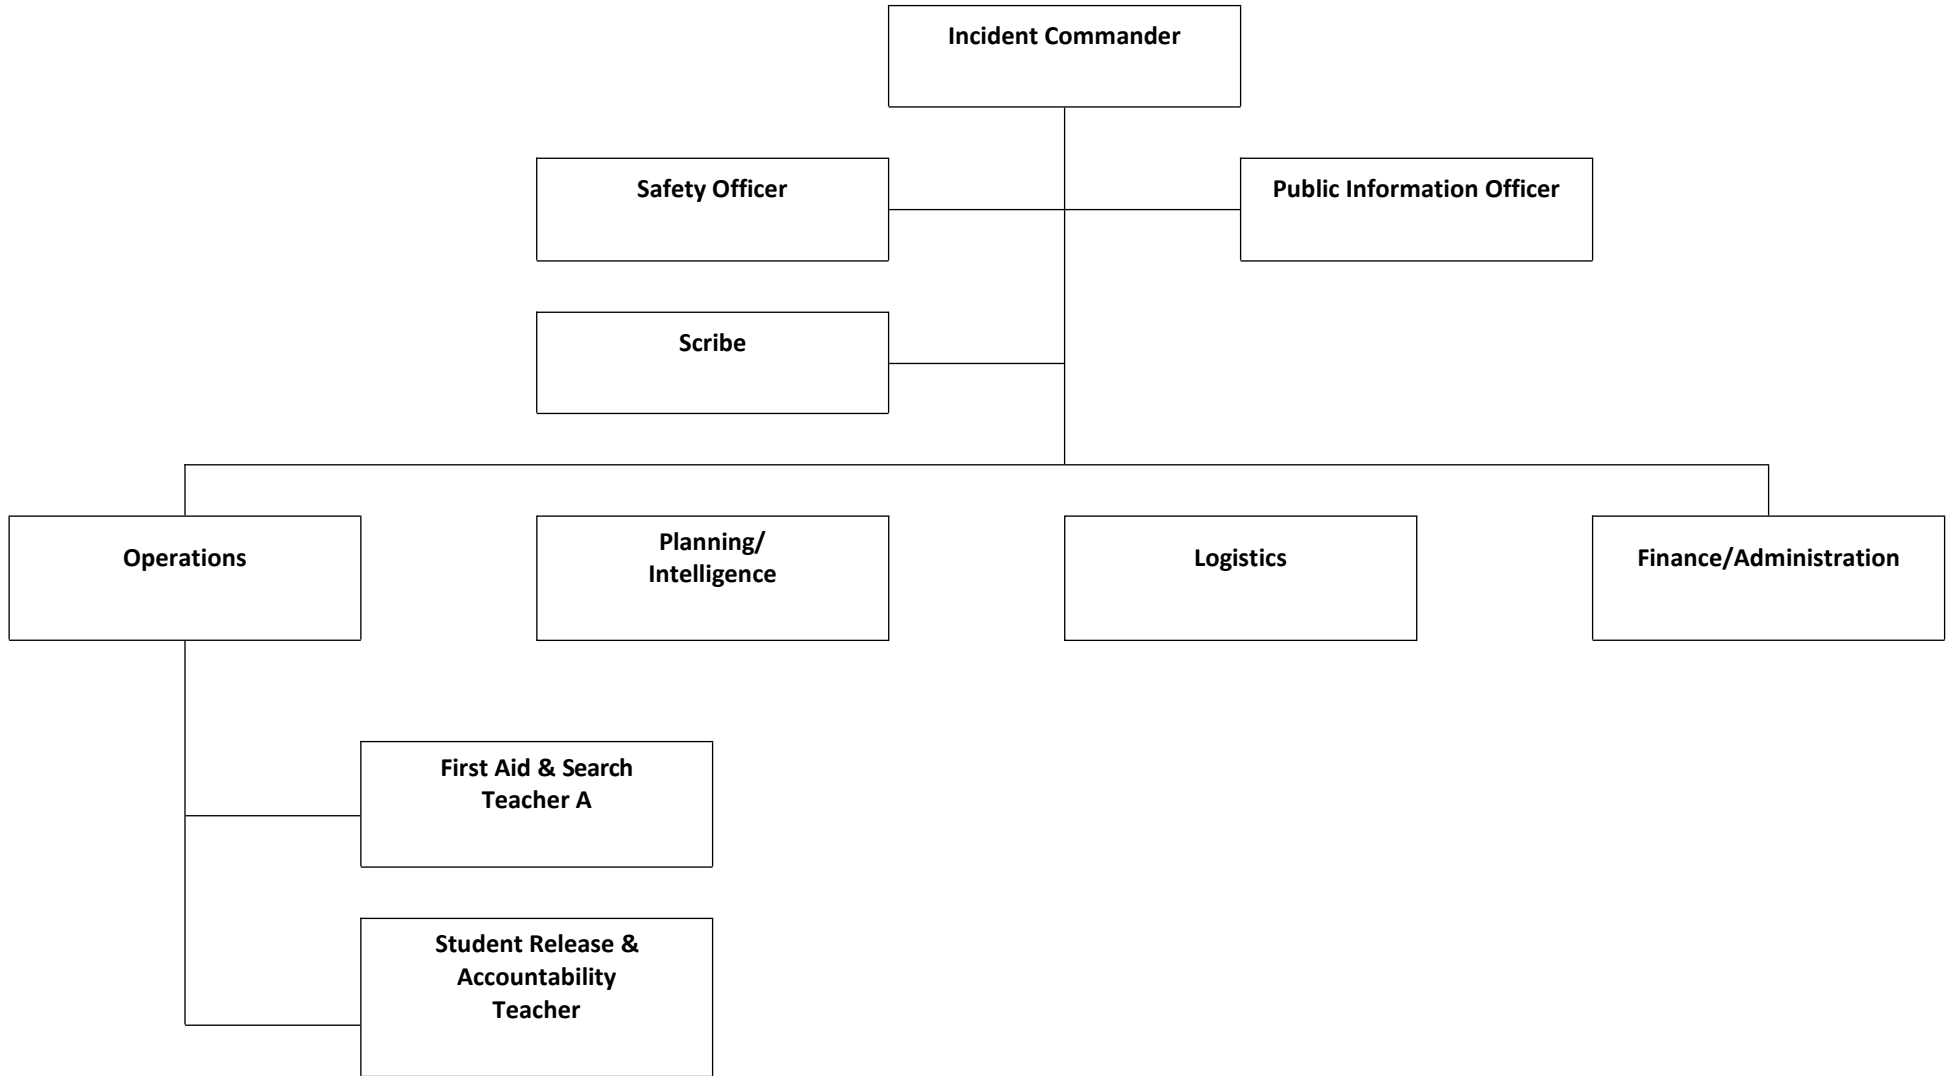 Incident Commander
Safety Officer
Public Information Officer
Scribe
Operations
Planning/
Intelligence
Logistics
Finance/Administration
First Aid & Search
Teacher A
Student Release &
Accountability
Teacher